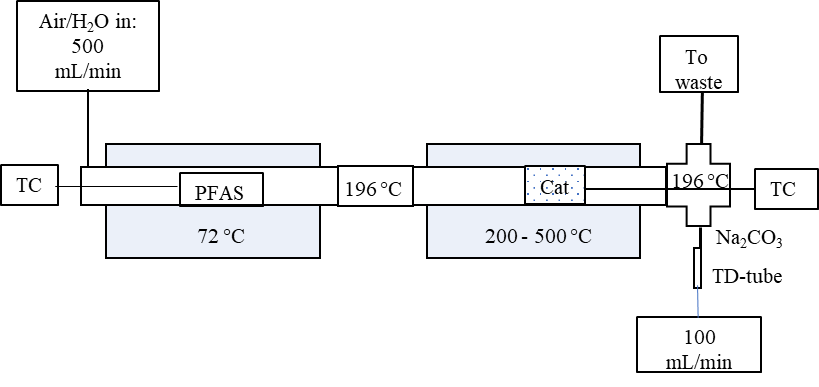 Air/H₂O in:
500
mL/min
To
waste
TC
PFAS
196 °C
Cat
196 °C
TC
72 °C
200 - 500 °C
Na₂CO₃
TD-tube
100
mL/min